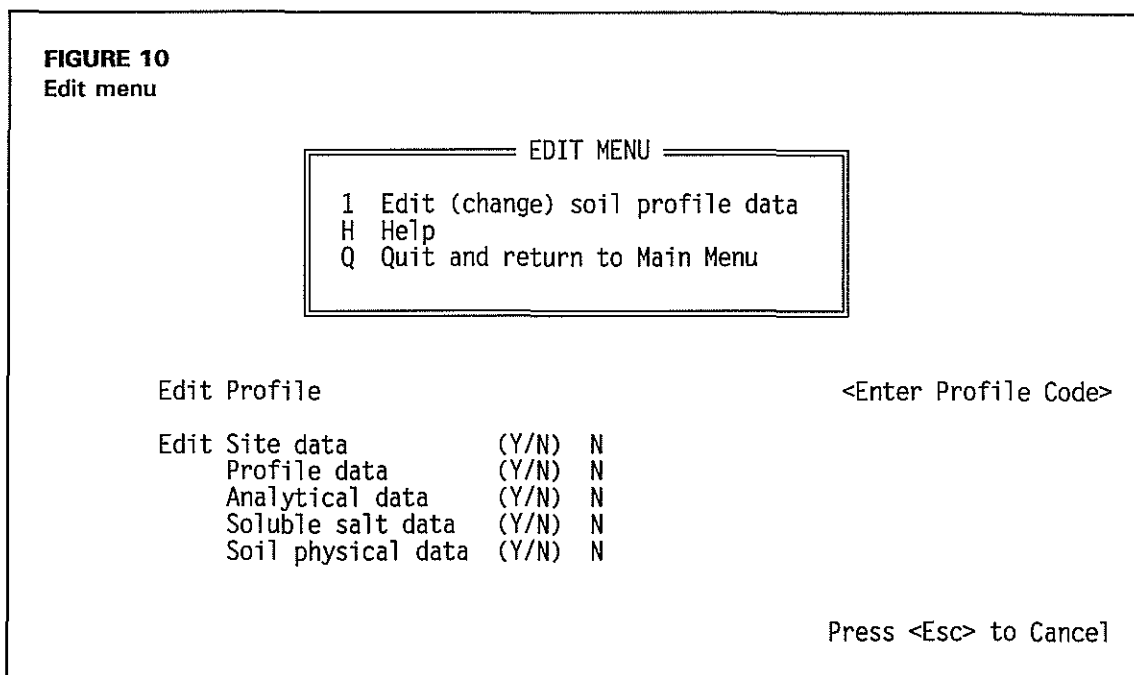 FIGURE 10
Edit menu
EDIT MENU
1 Edit (change) soil profile data
H Help
Q Quit and return to Main Menu
Edit Profile <Enter Profile Code>
Edit Site data (Y/N) N
Profile data (Y/N) N
Analytical data (Y/N) N
Soluble salt data (Y/N) N
Soil physical data (Y/N) N
Press <Esc> to Cancel